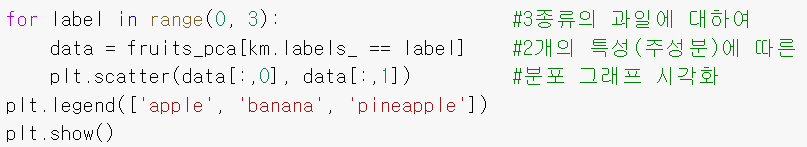 for label in range(0, 3): #3종류의 과일에 대하여
    data = fruits_pca[km.labels_ == label] #2개의 특성(주성분)에 따른
    plt.scatter(data[:,0], data[:,1]) #분포 그래프 시각화
plt.legend(['apple', 'banana', 'pineapple'])
plt.show()